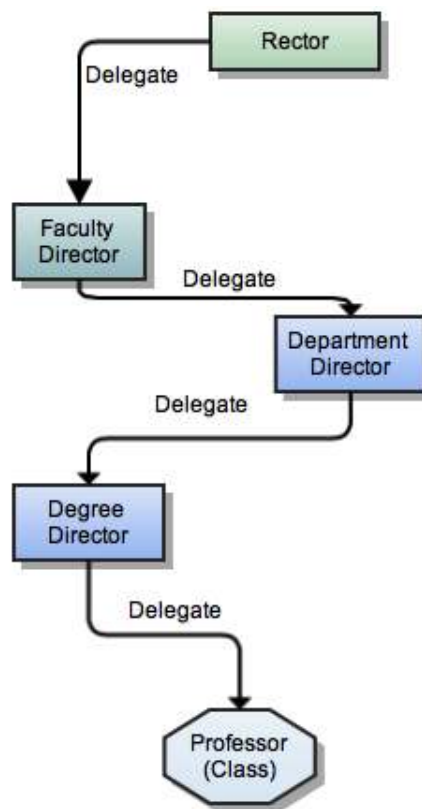 Rector
Delegate
Faculty
Director
Delegate
Department
Director
Delegate
Degree
Director
Delegate
Professor
(Class)